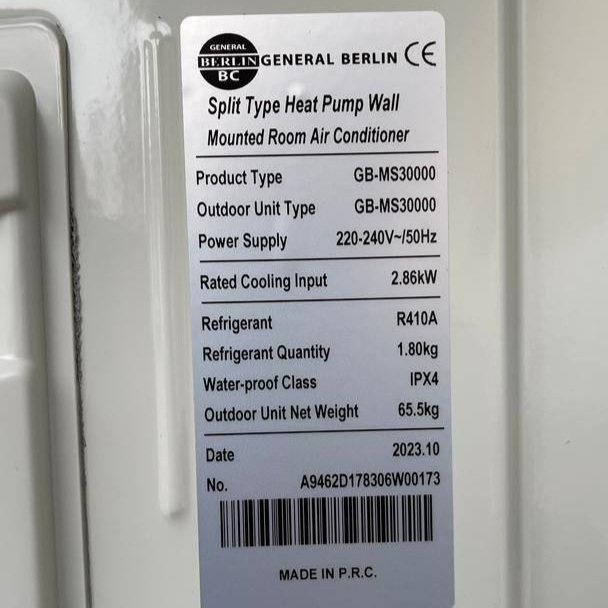 GENERAL
BERLIN
BC
GENERAL BERLIN CE
Split Type Heat Pump Wall
Mounted Room Air Conditioner
Product Type GB-MS30000
Outdoor Unit Type GB-MS30000
Power Supply 220-240V~/50Hz
Rated Cooling Input 2.86kW
Refrigerant R410A
Refrigerant Quantity 1.80kg
Water-proof Class IPX4
Outdoor Unit Net Weight 65.5kg
Date 2023.10
No. A9462D178306W00173
MADE IN P.R.C.